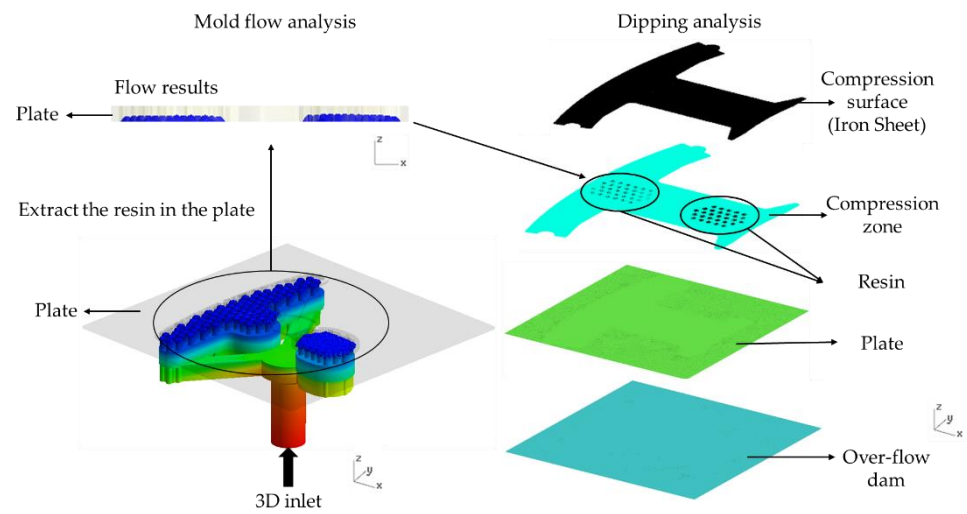 Mold flow analysis
Flow results
Plate
z
x
Extract the resin in the plate
Plate
z
y
x
3D inlet
Dipping analysis
Compression
surface
(Iron Sheet)
Compression
zone
Resin
Plate
z
y
x
Over-flow
dam